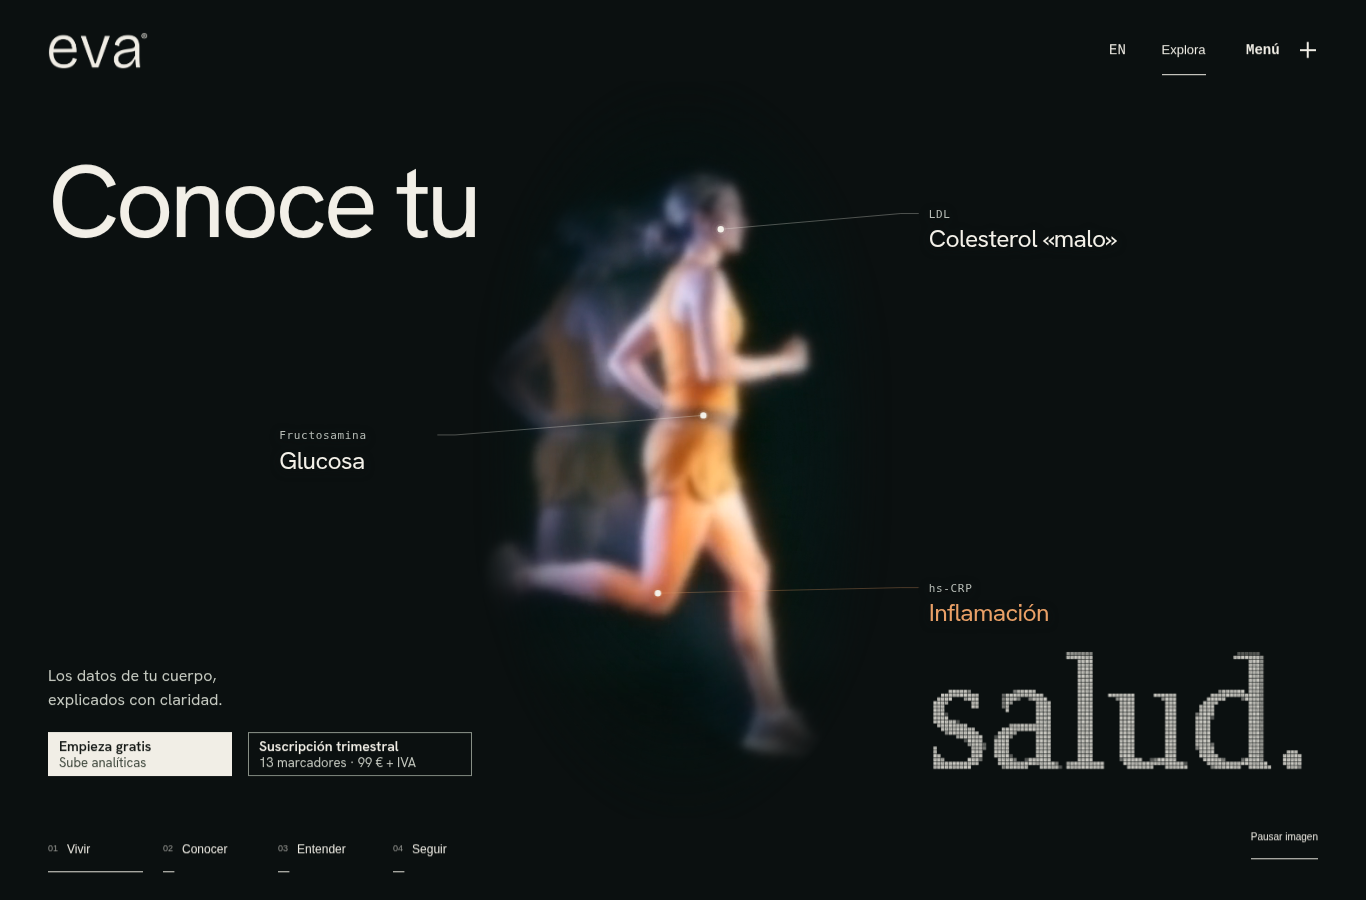 eva®
EN
Explora
Menú
Conoce tu
LDL
Colesterol «malo»
Fructosamina
Glucosa
hs-CRP
Inflamación
salud.
Los datos de tu cuerpo,
explicados con claridad.
Empieza gratis
Sube analíticas
Suscripción trimestral
13 marcadores · 99 € + IVA
01 Vivir
02 Conocer
03 Entender
04 Seguir
Pausar imagen